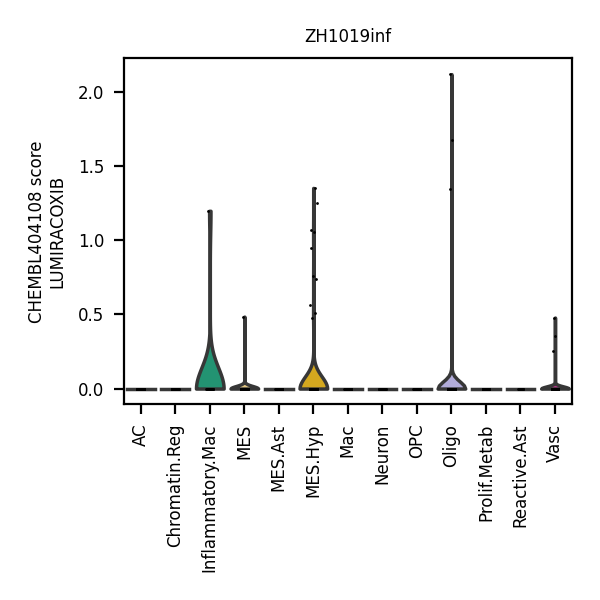 ZH1019inf
CHEMBL404108 score
LUMIRACOXIB
2.0
1.5
1.0
0.5
0.0
AC
Chromatin.Reg
Inflammatory.Mac
MES
MES.Ast
MES.Hyp
Mac
Neuron
OPC
Oligo
Prolif.Metab
Reactive.Ast
Vasc